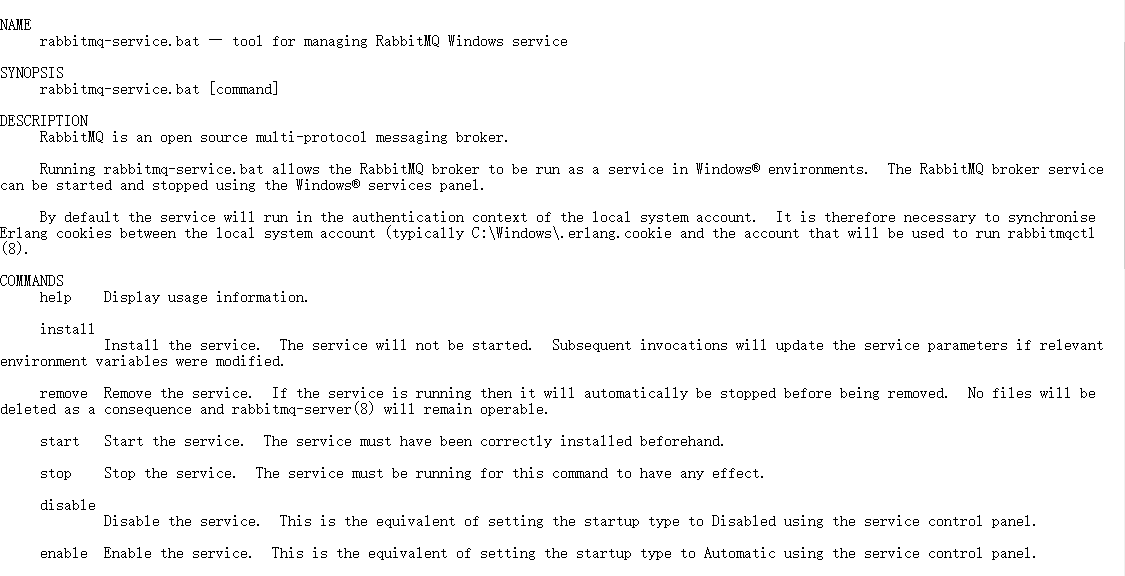 NAME
rabbitmq-service.bat — tool for managing RabbitMQ Windows service
SYNOPSIS
rabbitmq-service.bat [command]
DESCRIPTION
RabbitMQ is an open source multi-protocol messaging broker.
Running rabbitmq-service.bat allows the RabbitMQ broker to be run as a service in Windows® environments.  The RabbitMQ broker service
can be started and stopped using the Windows® services panel.
By default the service will run in the authentication context of the local system account.  It is therefore necessary to synchronise
Erlang cookies between the local system account (typically C:\Windows\.erlang.cookie and the account that will be used to run rabbitmqctl
(8).
COMMANDS
help    Display usage information.
install
Install the service.  The service will not be started.  Subsequent invocations will update the service parameters if relevant
environment variables were modified.
remove  Remove the service.  If the service is running then it will automatically be stopped before being removed.  No files will be
deleted as a consequence and rabbitmq-server(8) will remain operable.
start   Start the service.  The service must have been correctly installed beforehand.
stop    Stop the service.  The service must be running for this command to have any effect.
disable
Disable the service.  This is the equivalent of setting the startup type to Disabled using the service control panel.
enable  Enable the service.  This is the equivalent of setting the startup type to Automatic using the service control panel.